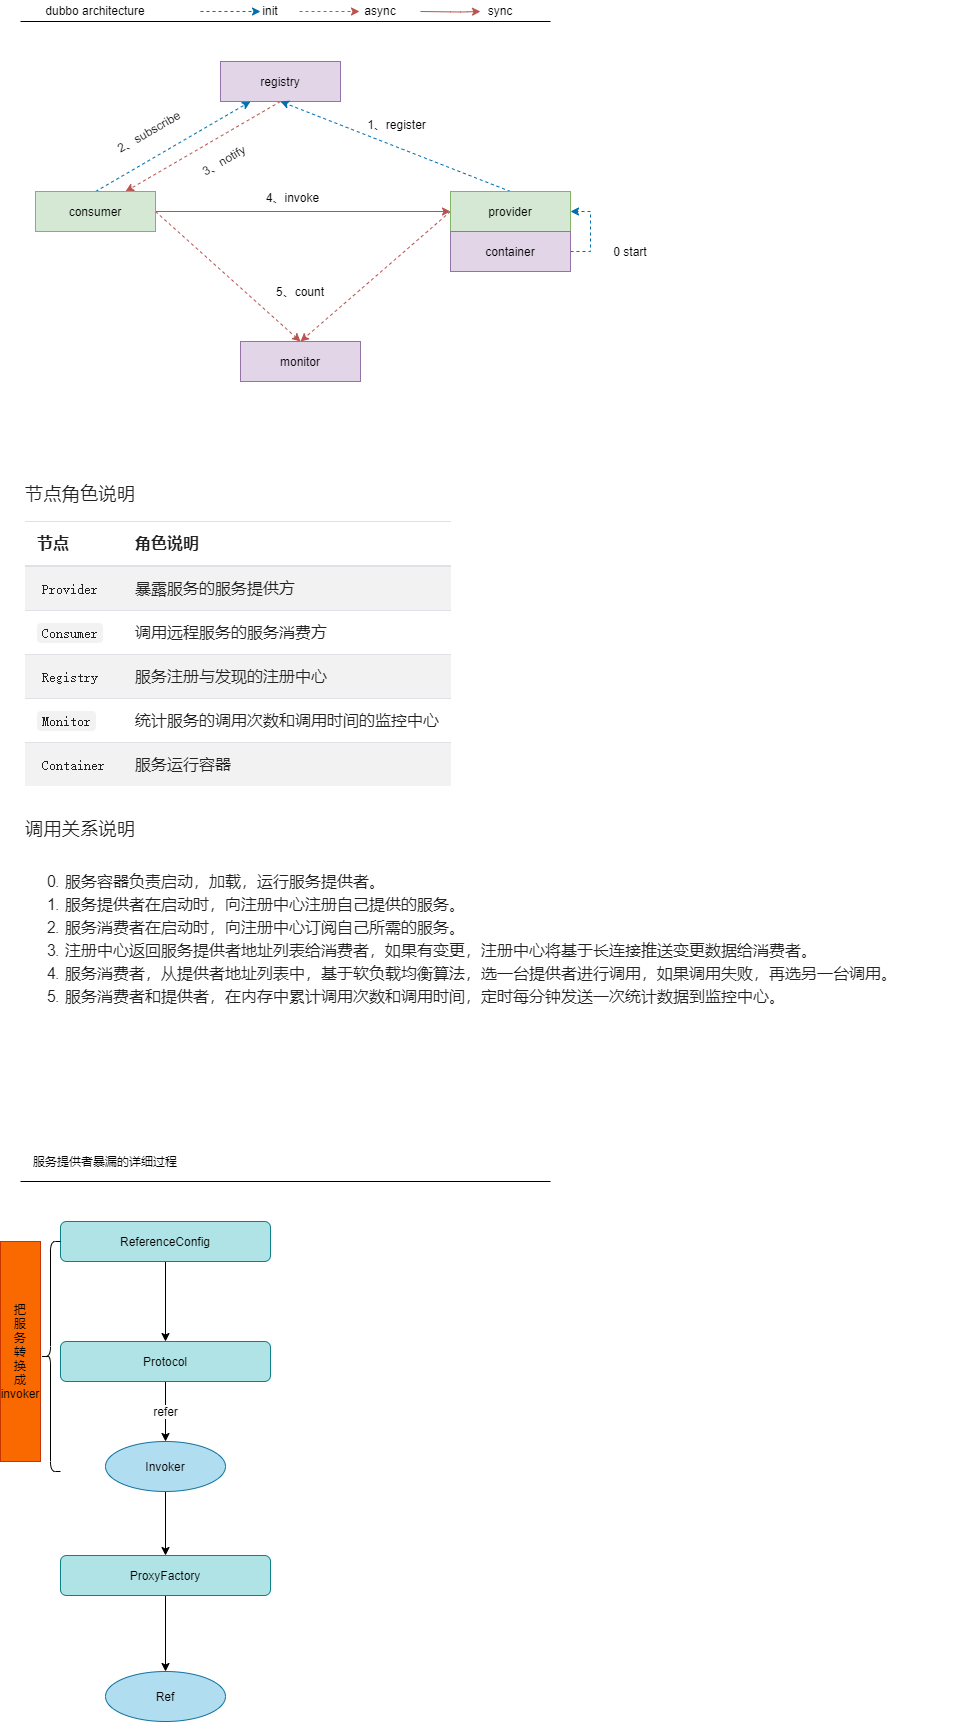 dubbo architecture
init
async
sync
registry
2、subscribe
1、register
3、notify
consumer
4、invoke
provider
container
0 start
5、count
monitor
节点角色说明
节点 角色说明
Provider 暴露服务的服务提供方
Consumer 调用远程服务的服务消费方
Registry 服务注册与发现的注册中心
Monitor 统计服务的调用次数和调用时间的监控中心
Container 服务运行容器
调用关系说明
0. 服务容器负责启动，加载，运行服务提供者。
1. 服务提供者在启动时，向注册中心注册自己提供的服务。
2. 服务消费者在启动时，向注册中心订阅自己所需的服务。
3. 注册中心返回服务提供者地址列表给消费者，如果有变更，注册中心将基于长连接推送变更数据给消费者。
4. 服务消费者，从提供者地址列表中，基于软负载均衡算法，选一台提供者进行调用，如果调用失败，再选另一台调用。
5. 服务消费者和提供者，在内存中累计调用次数和调用时间，定时每分钟发送一次统计数据到监控中心。
服务提供者暴漏的详细过程
ReferenceConfig
把
服
务
转
换
成
invoker
Protocol
refer
Invoker
ProxyFactory
Ref